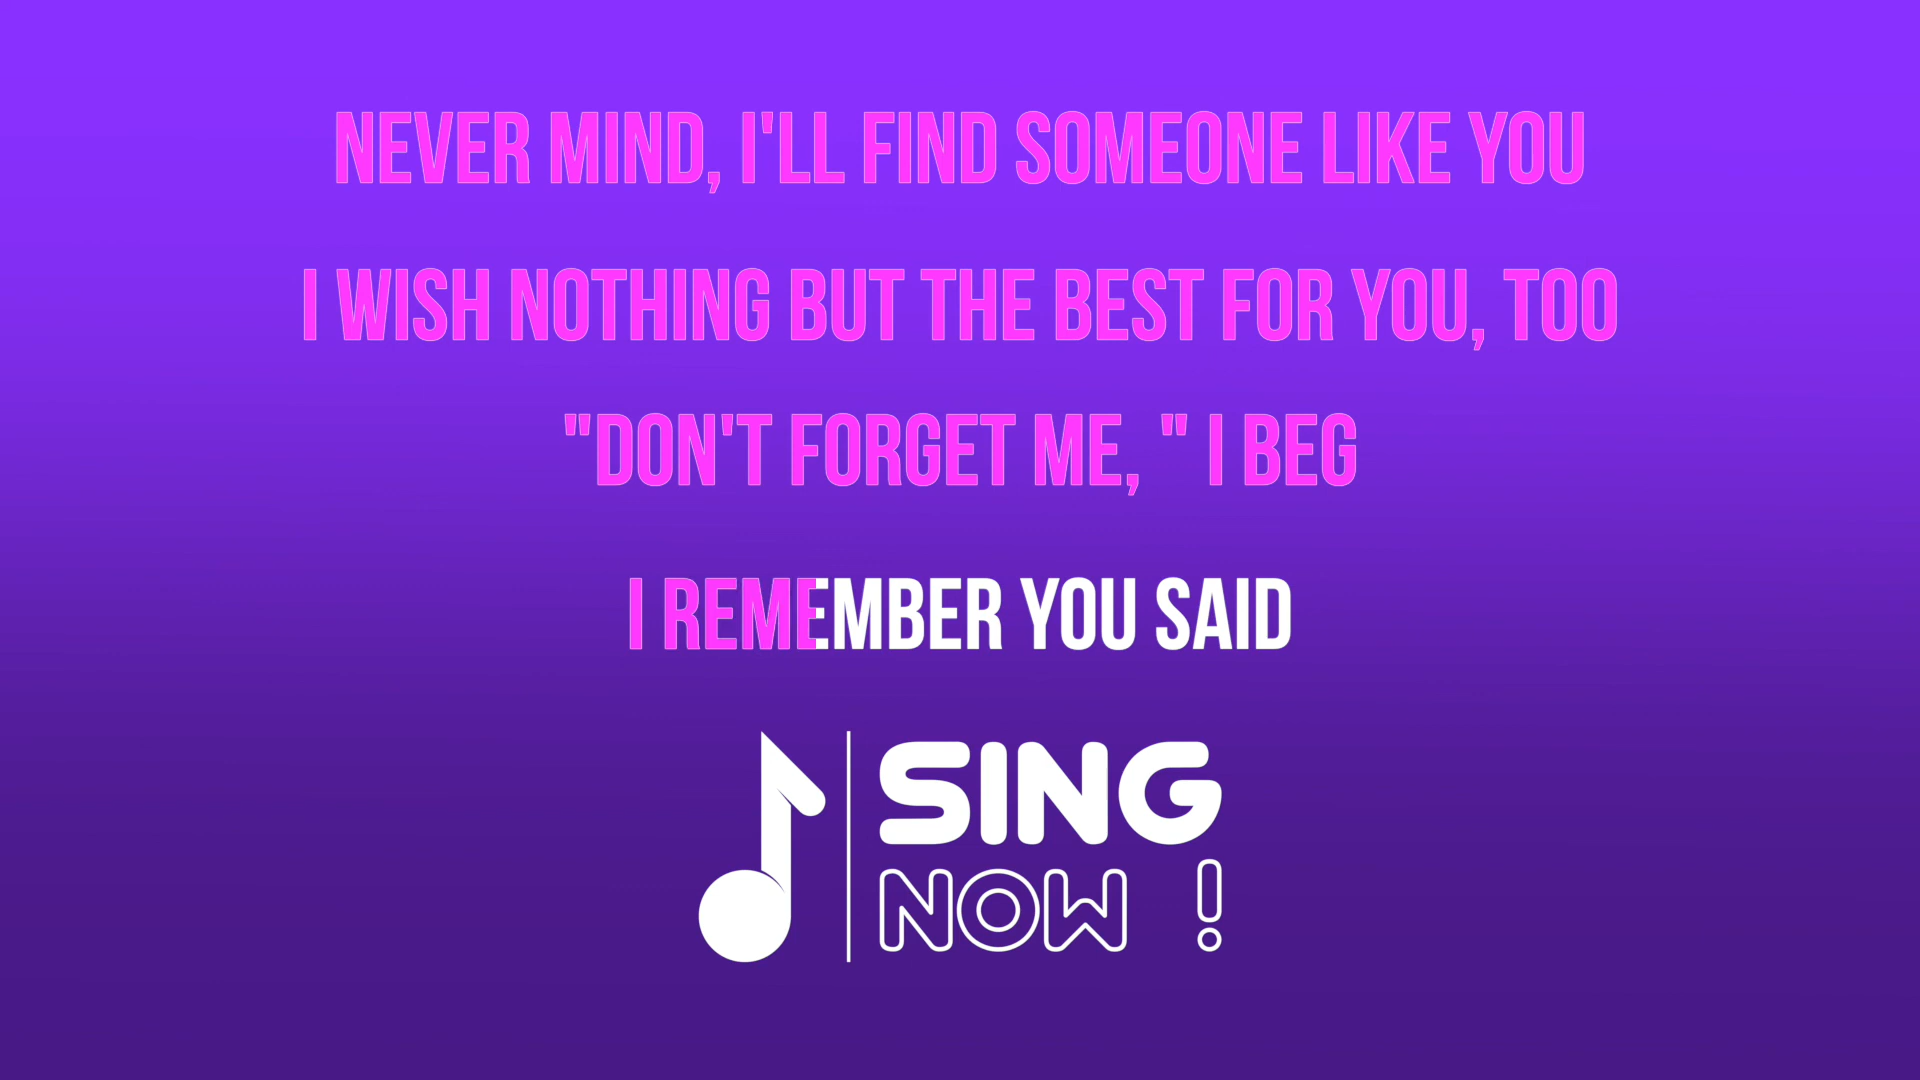 NEVER MIND, I'LL FIND SOMEONE LIKE YOU
I WISH NOTHING BUT THE BEST FOR YOU, TOO
"DON'T FORGET ME, " I BEG
I REMEMBER YOU SAID
SING
NOW !